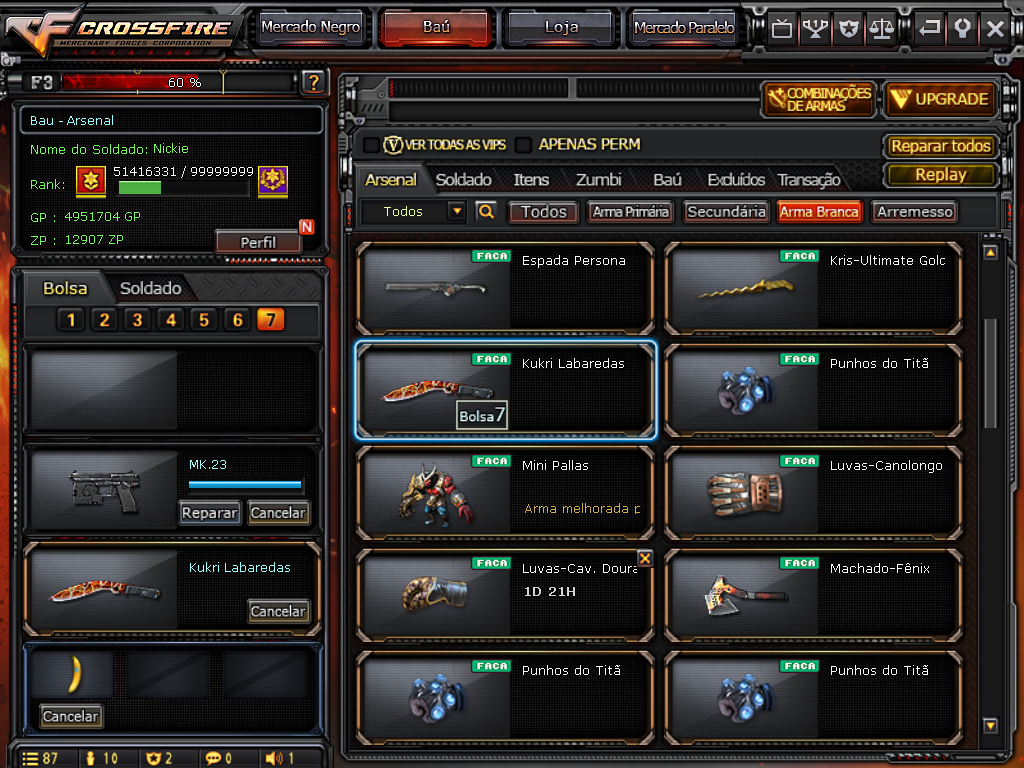 CROSSFIRE
MERCENARY FORCES CORPORATION
Mercado Negro
Baú
Loja
Mercado Paralelo
F3
60 %
?
Bau - Arsenal
Nome do Soldado: Nickie
Rank:
51416331 / 99999999
GP : 4951704 GP
ZP : 12907 ZP
N
Perfil
Bolsa
Soldado
1 2 3 4 5 6 7
MK.23
Reparar
Cancelar
Kukri Labaredas
Cancelar
Cancelar
87
10
2
0
1
COMBINAÇÕES
DE ARMAS
UPGRADE
V VER TODAS AS VIPS
APENAS PERM
Reparar todos
Replay
Arsenal
Soldado
Itens
Zumbi
Baú
Excluídos
Transação
Todos
Todos
Arma Primária
Secundária
Arma Branca
Arremesso
FACA
Espada Persona
FACA
Kris-Ultimate Golc
FACA
Kukri Labaredas
Bolsa7
FACA
Punhos do Titã
FACA
Mini Pallas
Arma melhorada p
FACA
Luvas-Canolongo
FACA
Luvas-Cav. Doura
1D 21H
FACA
Machado-Fênix
FACA
Punhos do Titã
FACA
Punhos do Titã